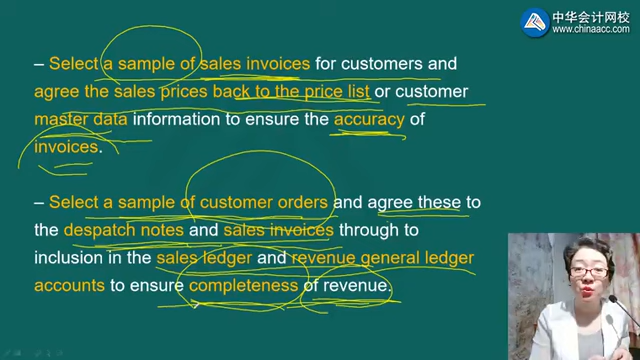 中华会计网校
www.chinaacc.com
– Select a sample of sales invoices for customers and
agree the sales prices back to the price list or customer
master data information to ensure the accuracy of
invoices.
– Select a sample of customer orders and agree these to
the despatch notes and sales invoices through to
inclusion in the sales ledger and revenue general ledger
accounts to ensure completeness of revenue.